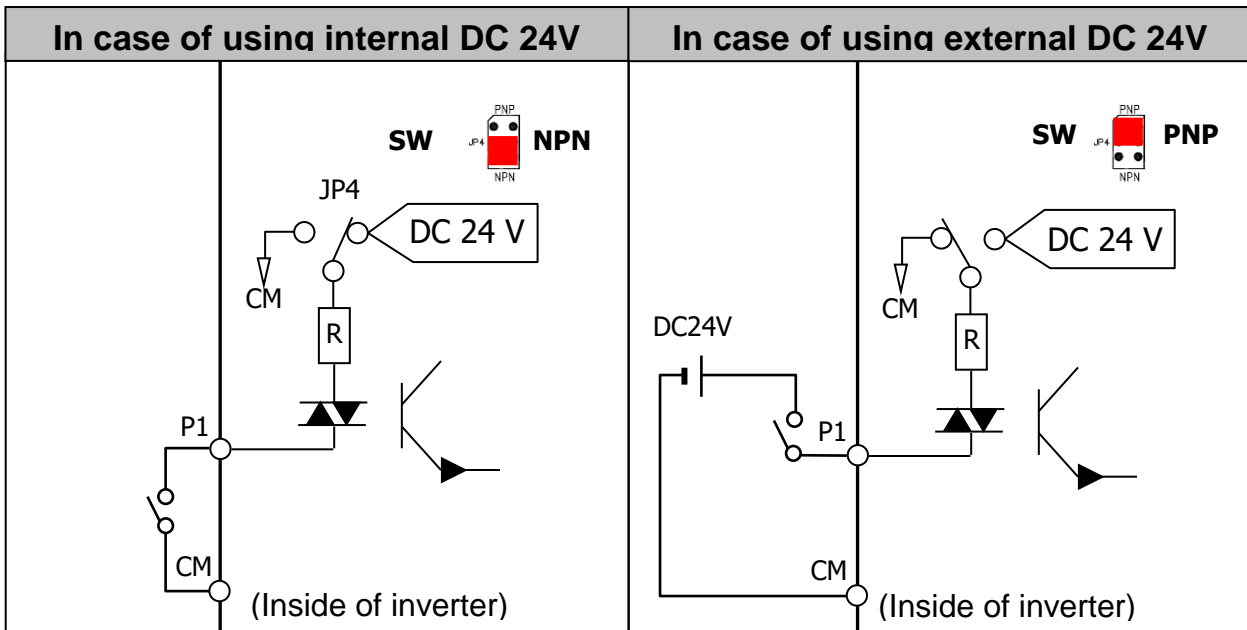 In case of using internal DC 24V
In case of using external DC 24V
PNP
SW
JP4
NPN
NPN
JP4
DC 24 V
CM
R
P1
CM
(Inside of inverter)
PNP
SW
JP4
PNP
NPN
DC 24 V
CM
DC24V
R
P1
CM
(Inside of inverter)